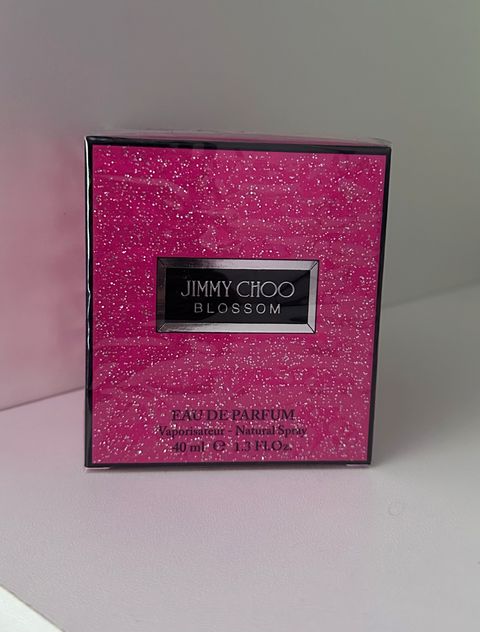 JIMMY CHOO
BLOSSOM
EAU DE PARFUM
Vaporisateur - Natural Spray
40 ml ℮ 1.3 Fl.Oz.